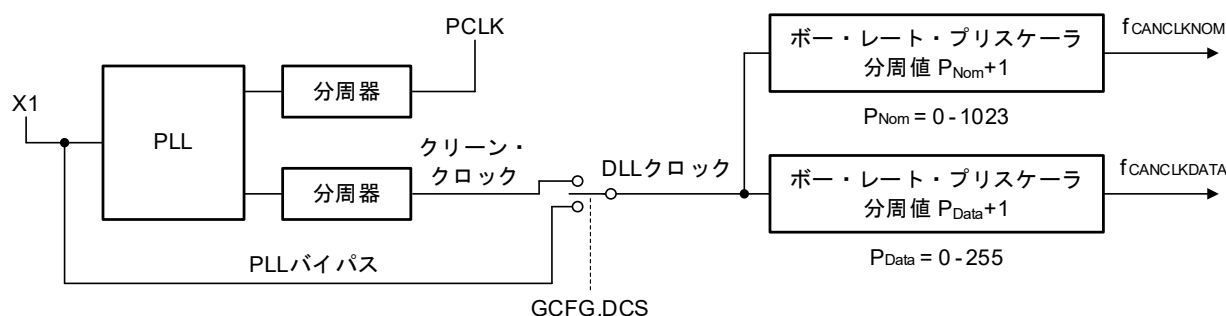 X1
PLL
分周器
PCLK
分周器
クリーン・
クロック
PLLバイパス
GCFG.DCS
DLLクロック
ボー・レート・プリスケーラ
分周値 PNom+1
PNom = 0 - 1023
fCANCLKNOM
ボー・レート・プリスケーラ
分周値 PData+1
PData = 0 - 255
fCANCLKDATA